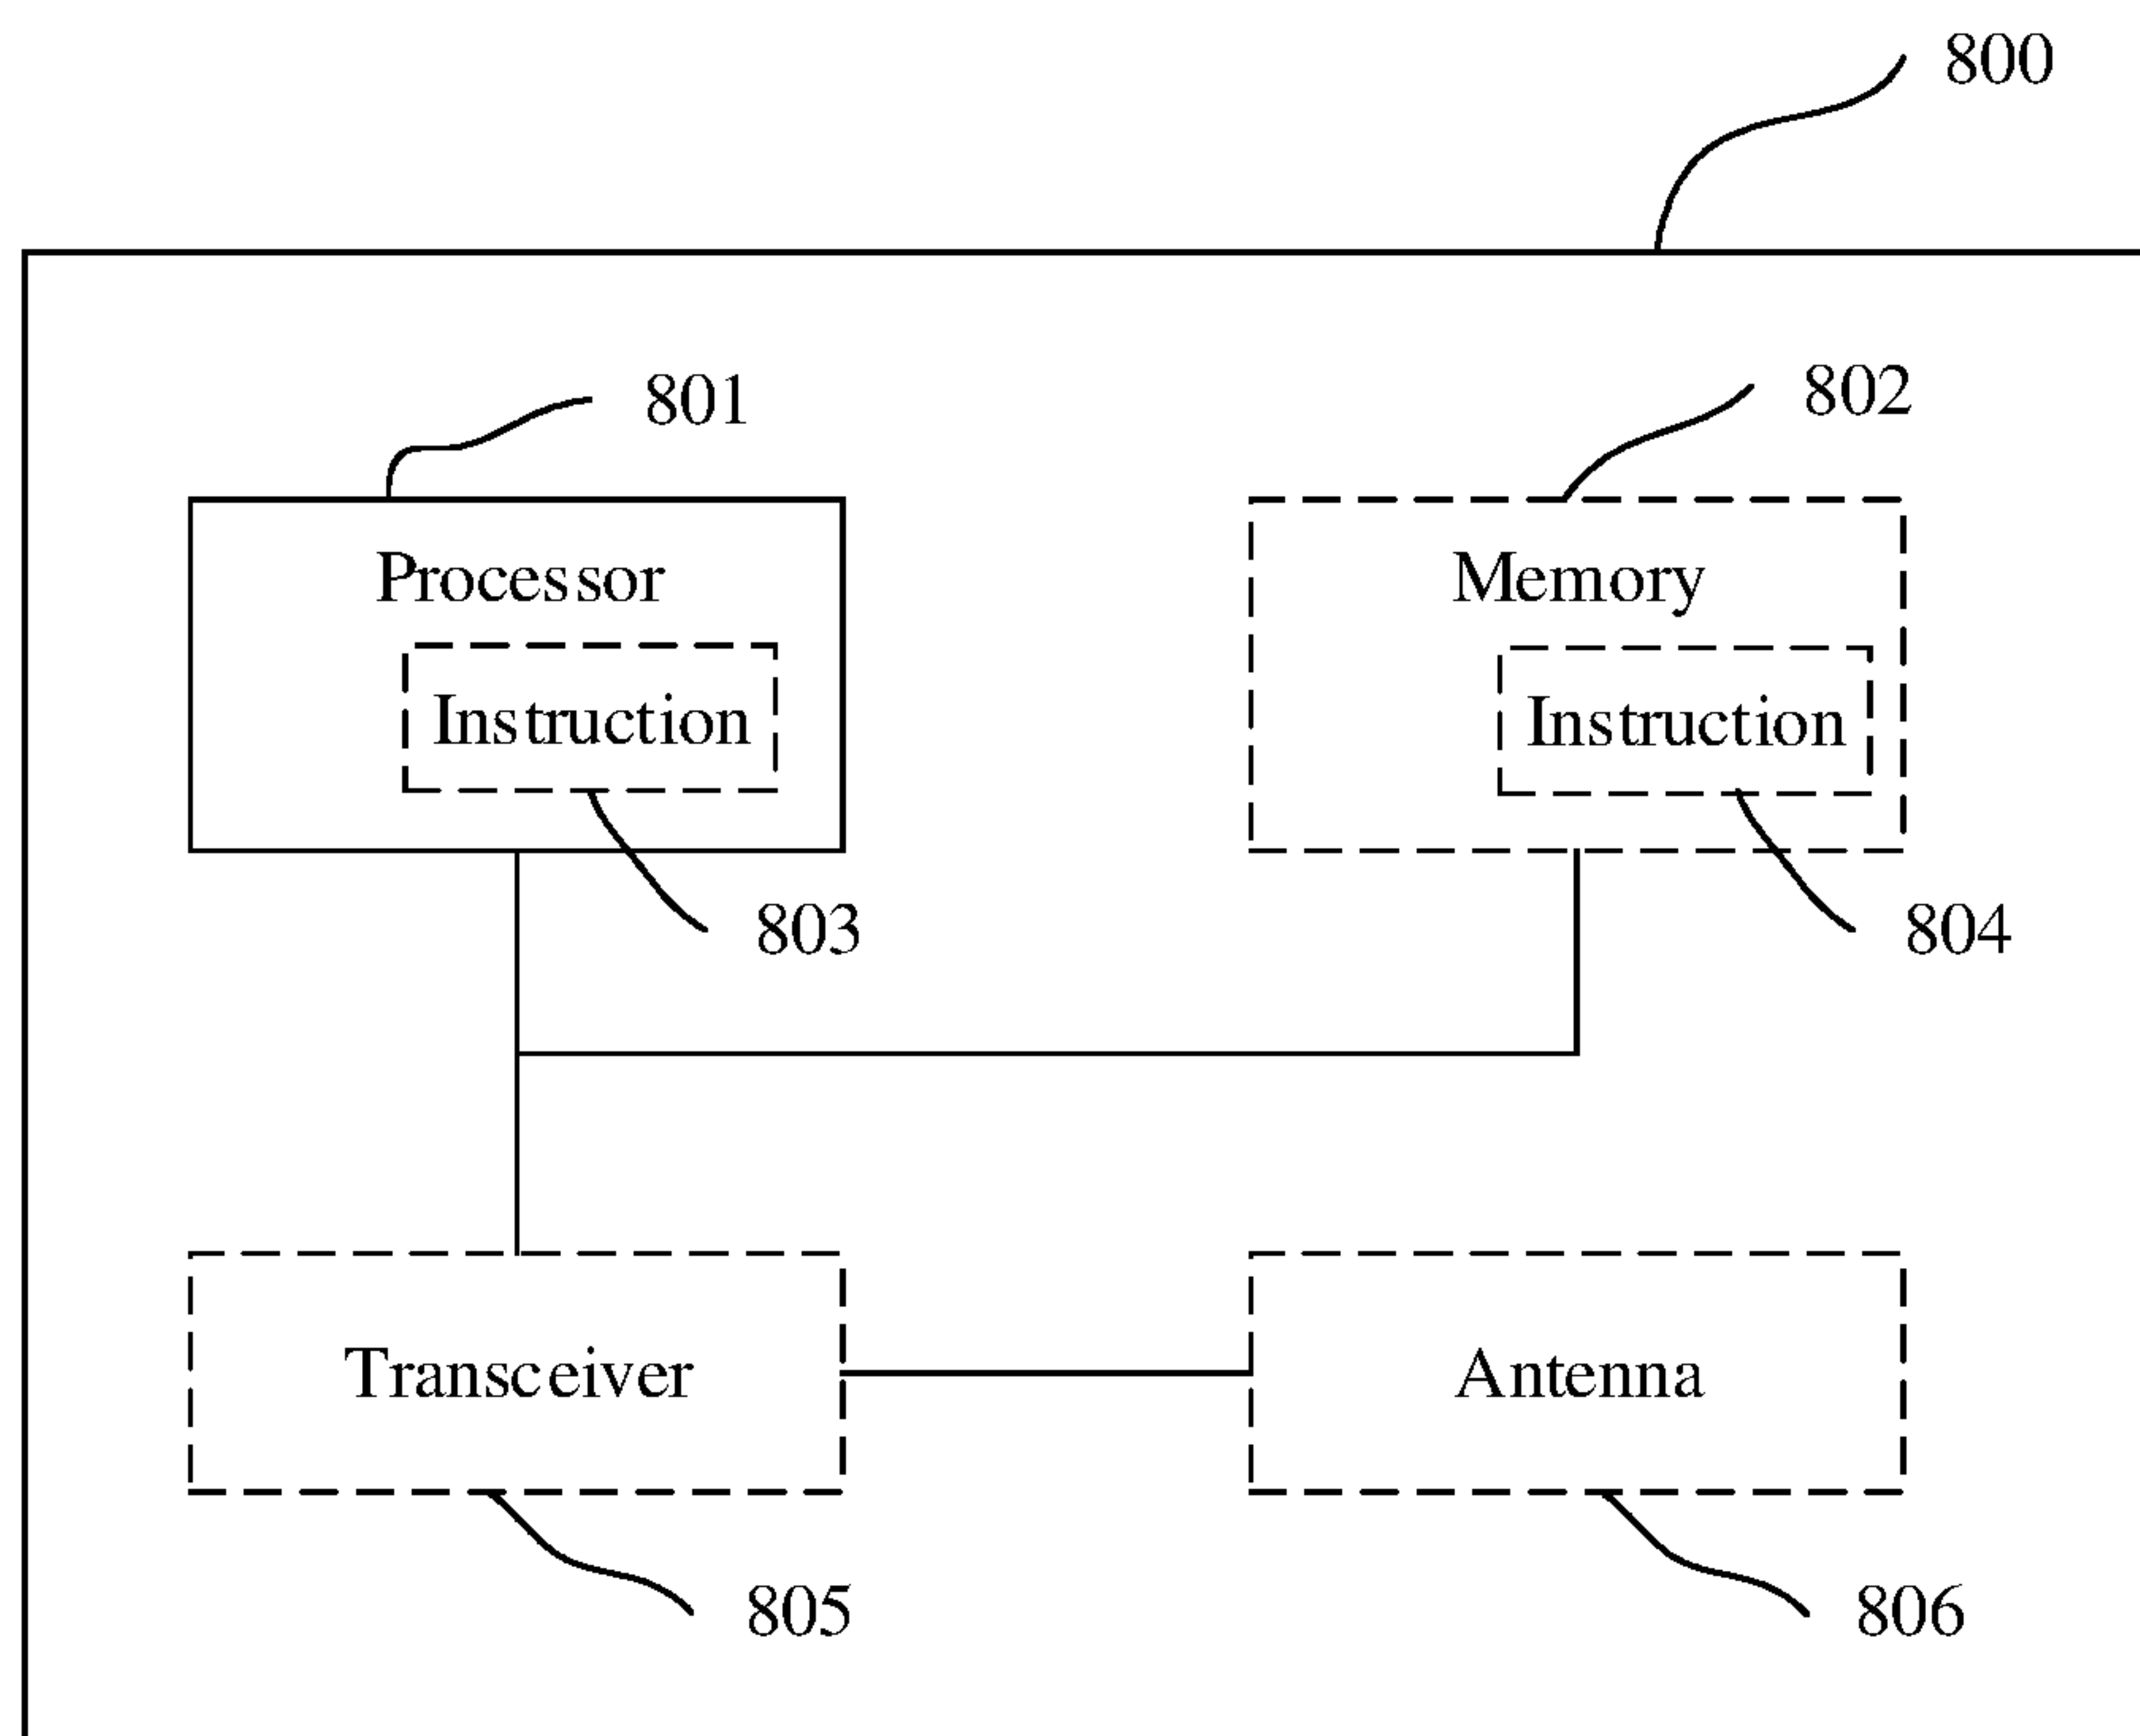 800
801
802
Processor
Memory
Instruction
Instruction
803
804
Transceiver
Antenna
805
806